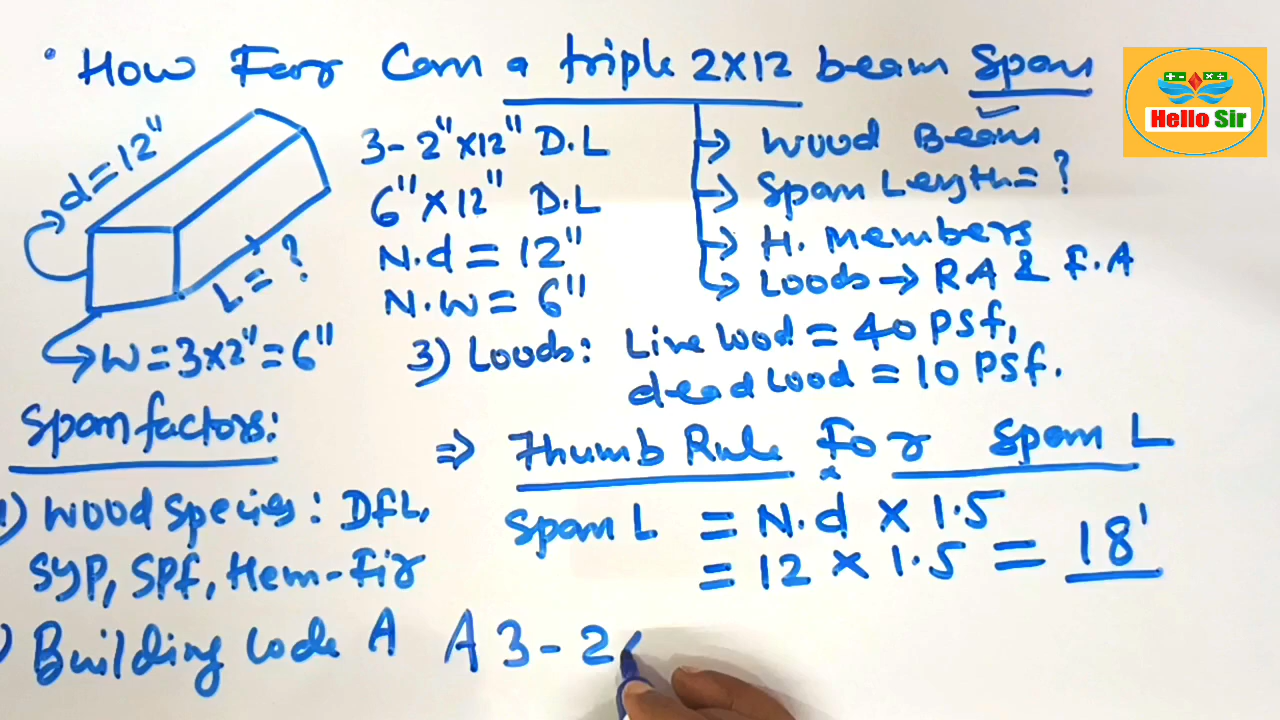 • How Far Can a triple 2x12 beam Span
Hello Sir
d=12"
L=?
W=3x2"=6"
3-2"x12" D.L
6"x12" D.L
N.d=12"
N.W=6"
→ Wood Beam
→ Span Length=?
→ H. members
→ Loads → RA & F.A
3) Loads: Live load = 40 PSf,
dead load = 10 PSf.
Span factors:
1) Wood species: DfL,
SYP, SPf, Hem-Fir
) Building code A
⇒ Thumb Rule For Span L
Span L = N.d x 1.5
= 12 x 1.5 = 18'
A 3-2